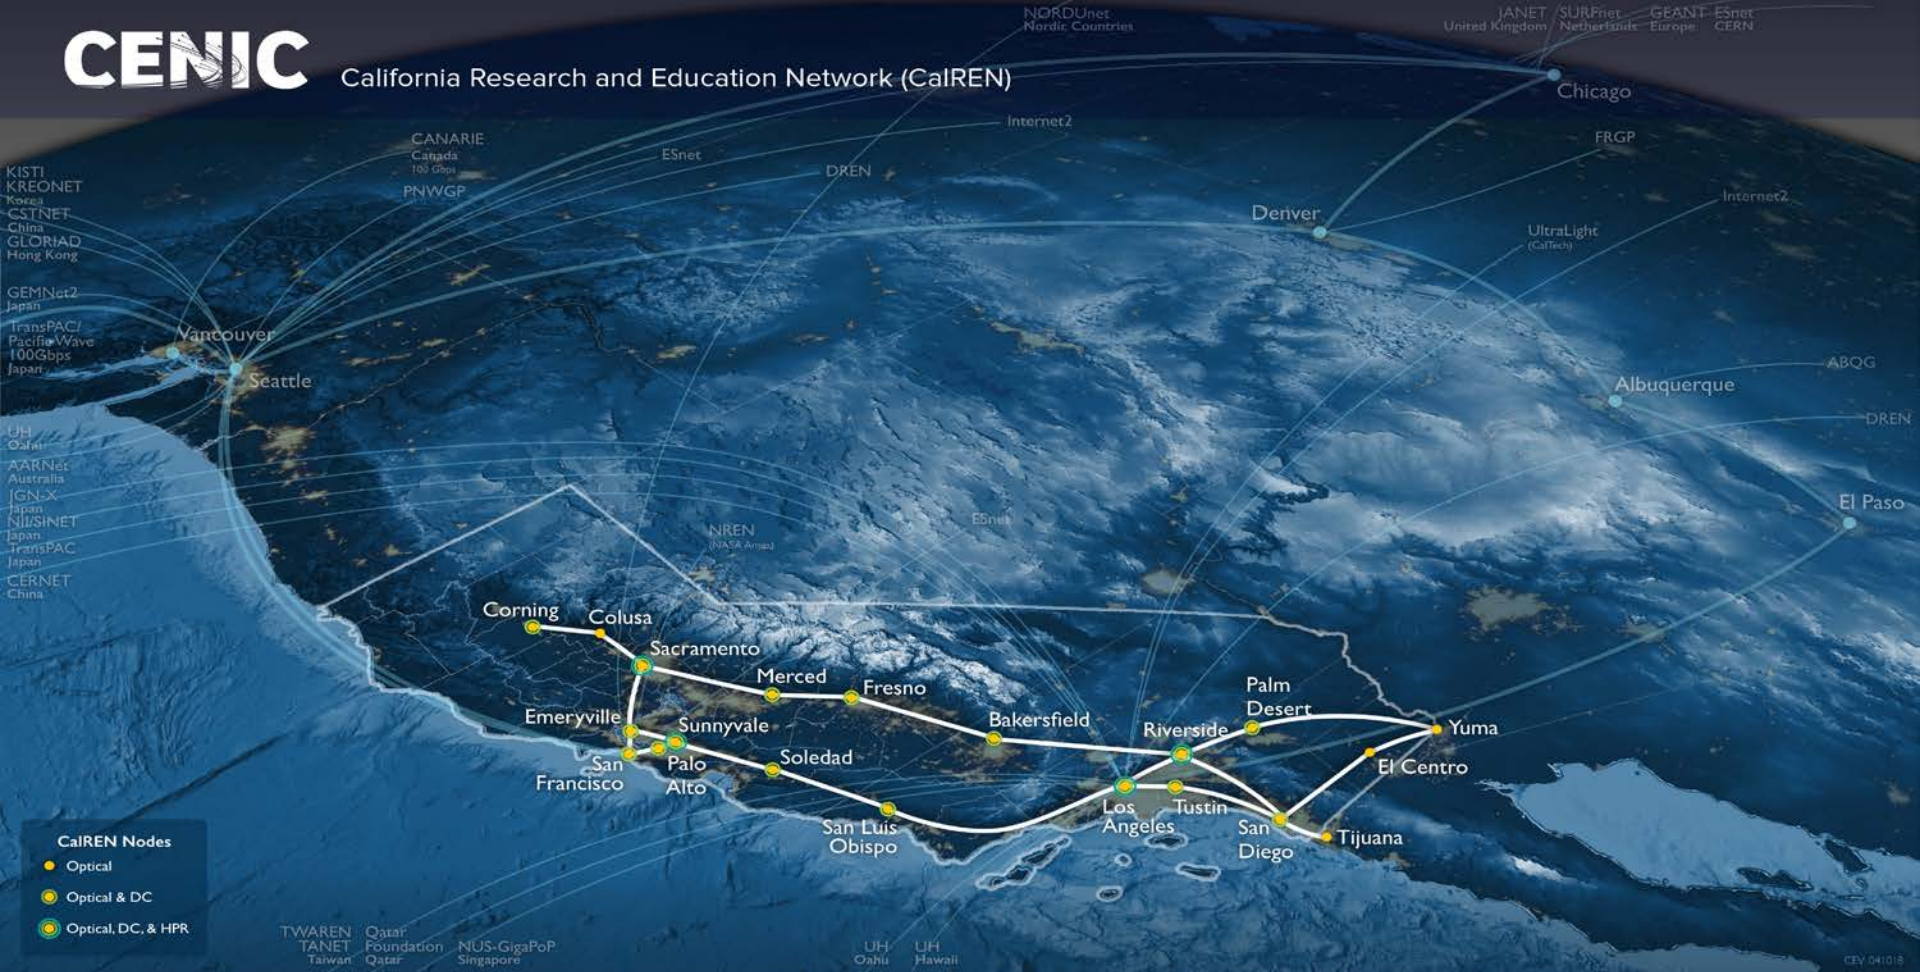 CENIC
California Research and Education Network (CalREN)
NORDUnet
Nordic Countries
JANET
United Kingdom
SURFnet
Netherlands
GEANT
Europe
ESnet
CERN
Chicago
Internet2
FRGP
CANARIE
Canada
100 Gbps
PNWGP
ESnet
DREN
KISTI
KREONET
Korea
CSTNET
China
GLORIAD
Hong Kong
Denver
Internet2
UltraLight
(CalTech)
GEMNet2
Japan
TransPAC/
Pacific Wave
100Gbps
Japan
Vancouver
Seattle
ABQG
Albuquerque
DREN
UH
Oahu
AARNet
Australia
JGN-X
Japan
NII/SINET
Japan
TransPAC
Japan
CERNET
China
El Paso
NREN
(NASA Ames)
ESnet
Corning
Colusa
Sacramento
Merced
Fresno
Emeryville
Sunnyvale
San
Francisco
Palo
Alto
Soledad
San Luis
Obispo
Bakersfield
Riverside
Palm
Desert
Yuma
El Centro
Los
Angeles
Tustin
San
Diego
Tijuana
CalREN Nodes
Optical
Optical & DC
Optical, DC, & HPR
TWAREN
TANET
Taiwan
Qatar
Foundation
Qatar
NUS-GigaPoP
Singapore
UH
Oahu
UH
Hawaii
CEV 041018